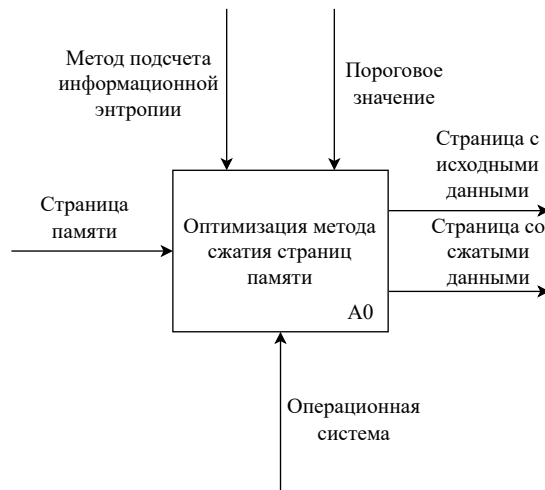 Метод подсчета
информационной
энтропии
Пороговое
значение
Страница с
исходными
данными
Страница
памяти
Оптимизация метода
сжатия страниц
памяти
A0
Страница со
сжатыми
данными
Операционная
система